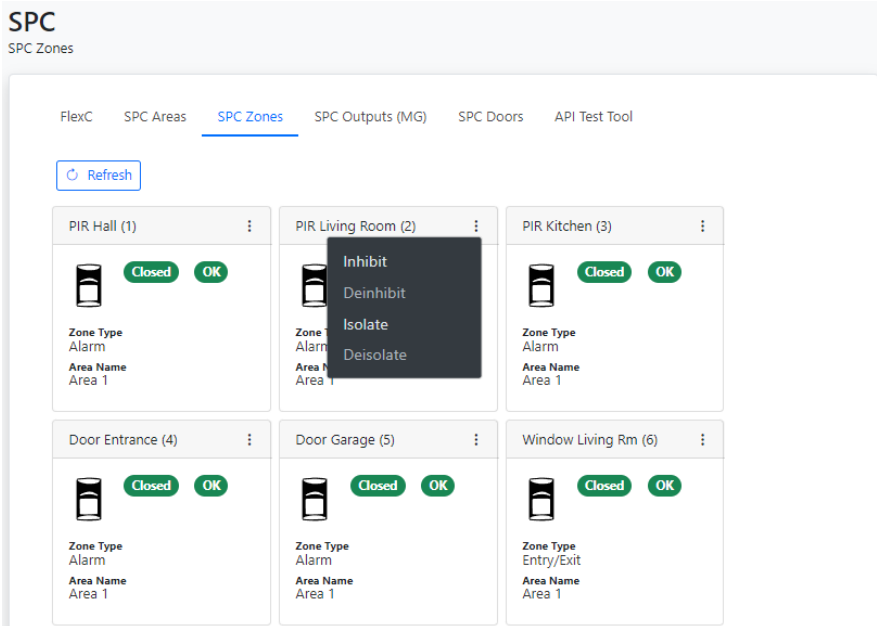 SPC
SPC Zones
FlexC SPC Areas SPC Zones SPC Outputs (MG) SPC Doors API Test Tool
Refresh
PIR Hall (1)
Closed OK
Zone Type
Alarm
Area Name
Area 1
PIR Living Room (2)
Inhibit
Deinhibit
Isolate
Deisolate
Zone
Alarm
Area
Area 1
PIR Kitchen (3)
Closed OK
Zone Type
Alarm
Area Name
Area 1
Door Entrance (4)
Closed OK
Zone Type
Alarm
Area Name
Area 1
Door Garage (5)
Closed OK
Zone Type
Alarm
Area Name
Area 1
Window Living Rm (6)
Closed OK
Zone Type
Entry/Exit
Area Name
Area 1